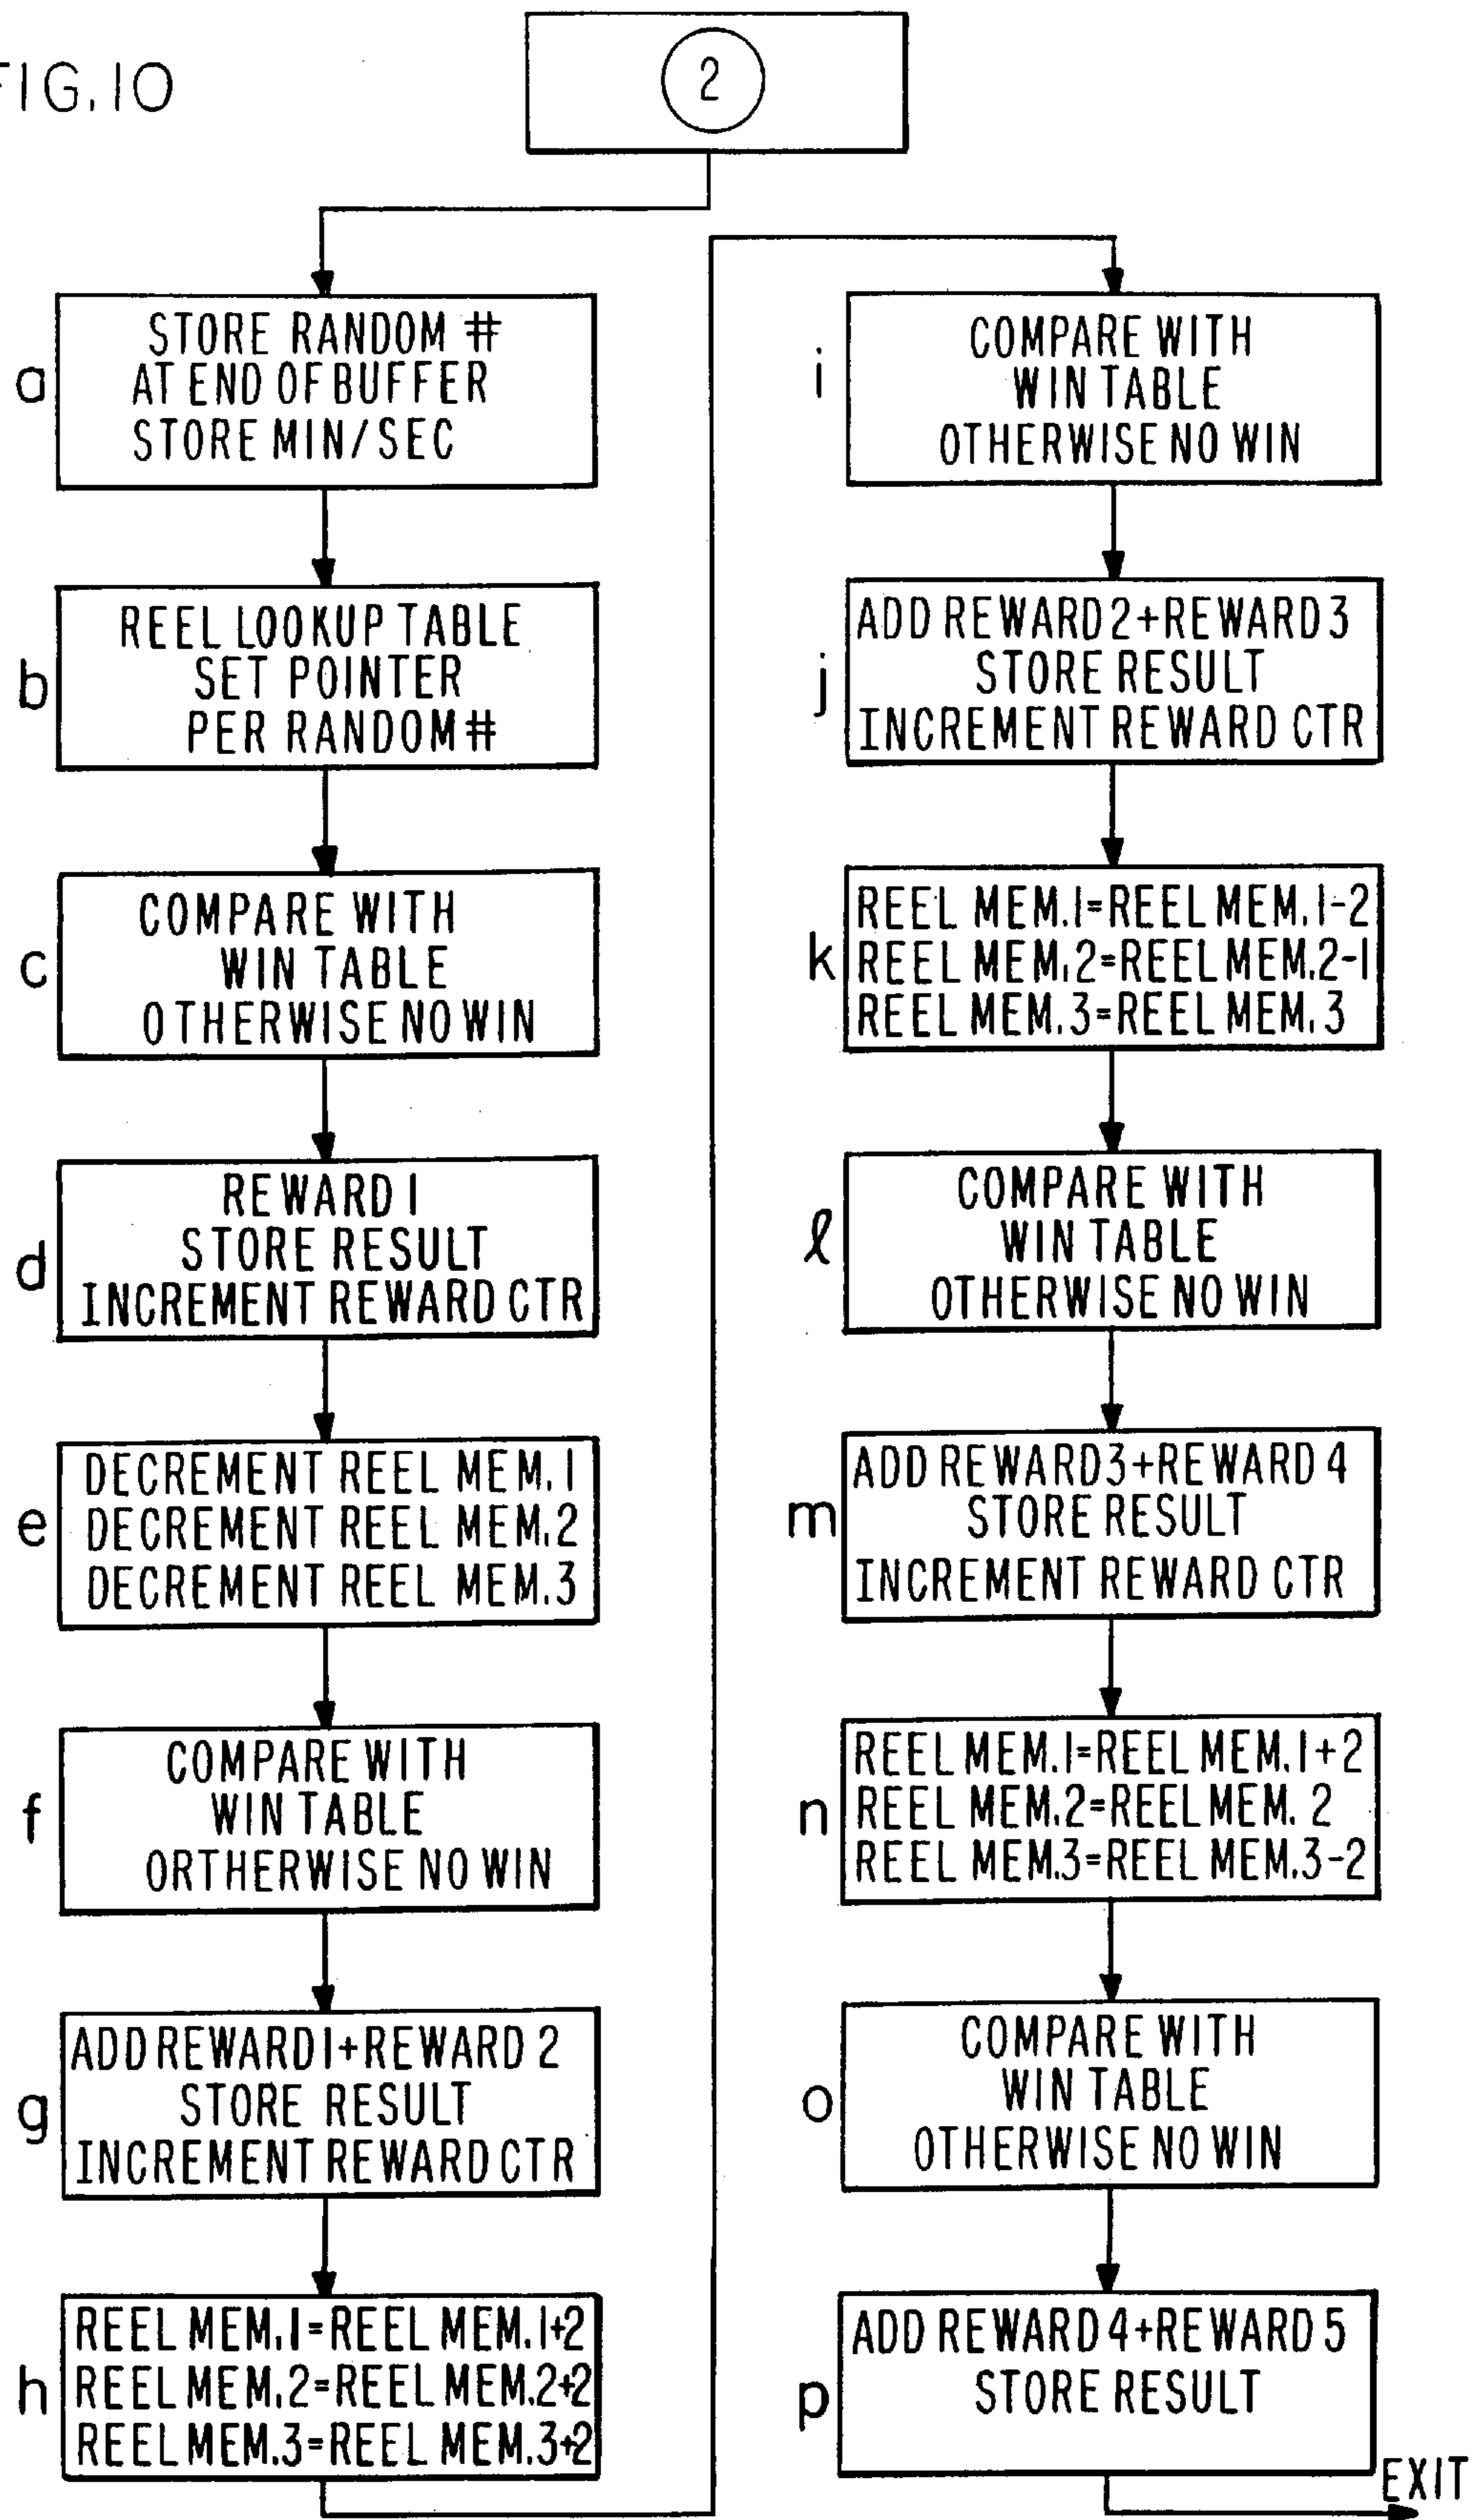 FIG. 10
2
a
STORE RANDOM #
AT END OF BUFFER
STORE MIN/SEC
b
REEL LOOKUP TABLE
SET POINTER
PER RANDOM #
c
COMPARE WITH
WIN TABLE
OTHERWISE NO WIN
d
REWARD 1
STORE RESULT
INCREMENT REWARD CTR
e
DECREMENT REEL MEM. 1
DECREMENT REEL MEM. 2
DECREMENT REEL MEM. 3
f
COMPARE WITH
WIN TABLE
ORTHERWISE NO WIN
g
ADD REWARD 1+REWARD 2
STORE RESULT
INCREMENT REWARD CTR
h
REEL MEM. 1=REEL MEM. 1+2
REEL MEM. 2=REEL MEM. 2+2
REEL MEM. 3=REEL MEM. 3+2
i
COMPARE WITH
WIN TABLE
OTHERWISE NO WIN
j
ADD REWARD 2+REWARD 3
STORE RESULT
INCREMENT REWARD CTR
k
REEL MEM. 1=REEL MEM. 1-2
REEL MEM. 2=REEL MEM. 2-1
REEL MEM. 3=REEL MEM. 3
l
COMPARE WITH
WIN TABLE
OTHERWISE NO WIN
m
ADD REWARD 3+REWARD 4
STORE RESULT
INCREMENT REWARD CTR
n
REEL MEM. 1=REEL MEM. 1+2
REEL MEM. 2=REEL MEM. 2
REEL MEM. 3=REEL MEM. 3-2
o
COMPARE WITH
WIN TABLE
OTHERWISE NO WIN
p
ADD REWARD 4+REWARD 5
STORE RESULT
EXIT